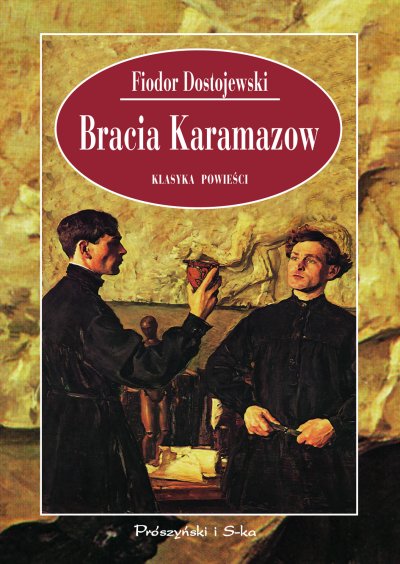 Fiodor Dostojewski
Bracia Karamazow
KLASYKA POWIEŚCI
Prószyński i S-ka